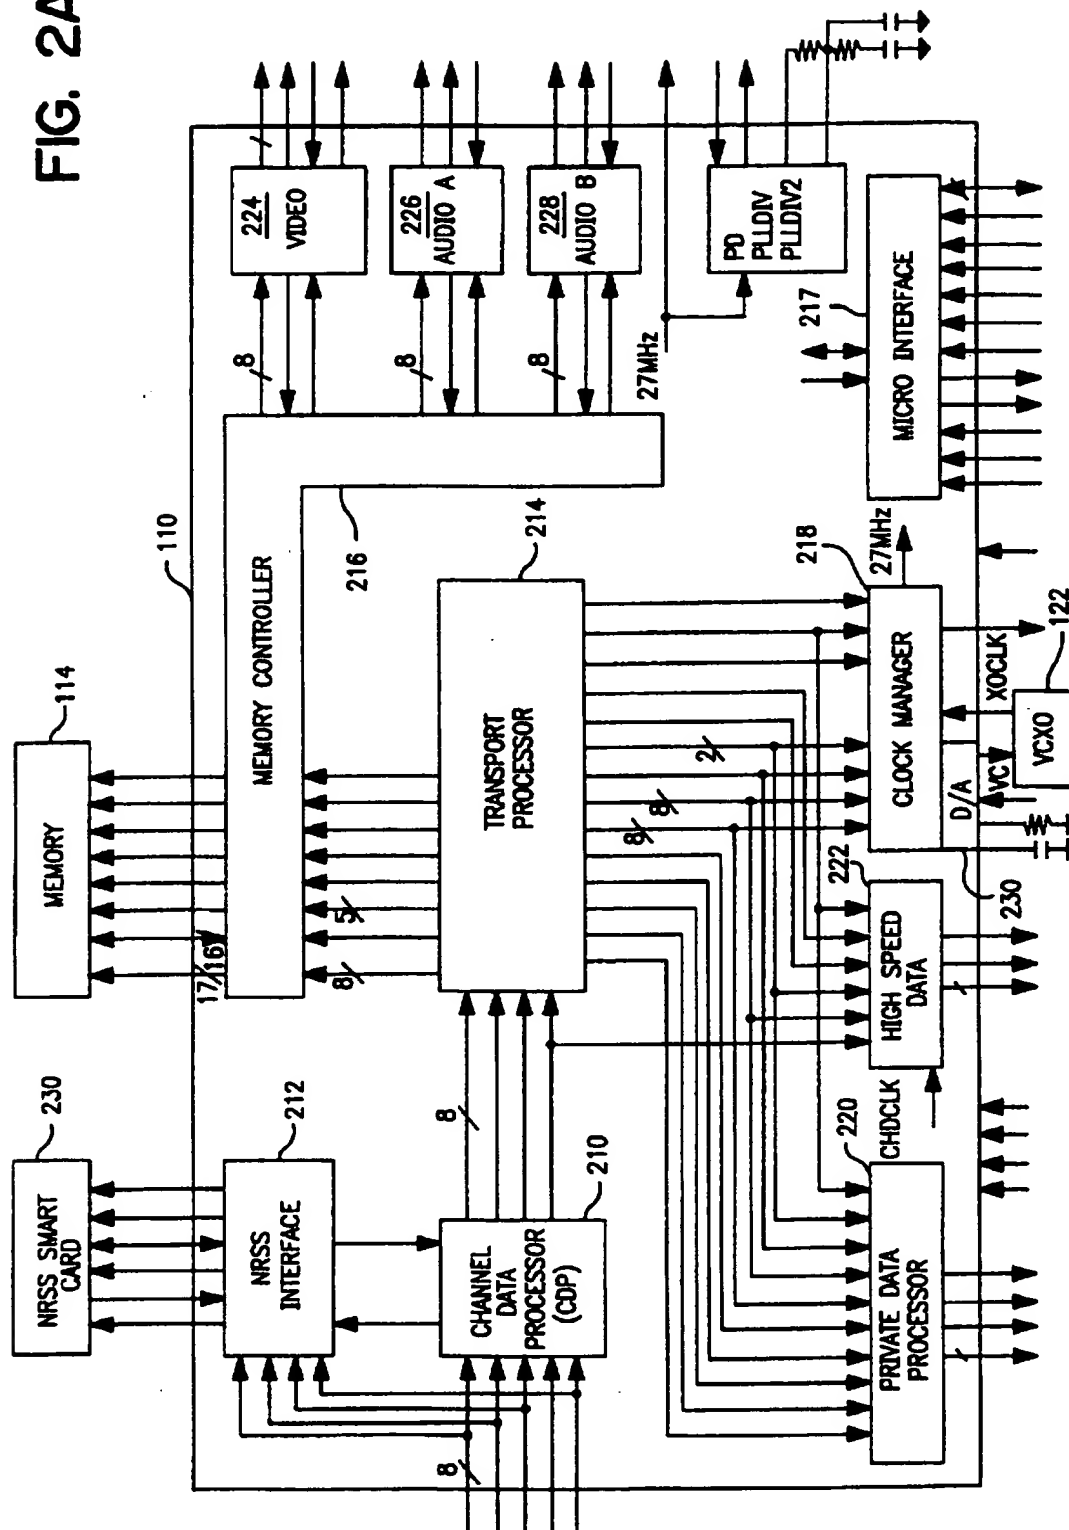 FIG. 2A
110
114
MEMORY
230
NRSS SMART
CARD
17
16
MEMORY CONTROLLER
216
212
NRSS
INTERFACE
8
5
214
TRANSPORT
PROCESSOR
8
210
CHANNEL
DATA
PROCESSOR
(CDP)
8
8
224
VIDEO
8
226
AUDIO A
8
228
AUDIO B
27MHz
PD
PLLDIV
PLLDIV2
217
MICRO INTERFACE
218
27MHz
CLOCK MANAGER
2
8
8
222
HIGH SPEED
DATA
230
D/A
VC
XOCLK
122
VCXO
220
CHDCLK
PRIVATE DATA
PROCESSOR